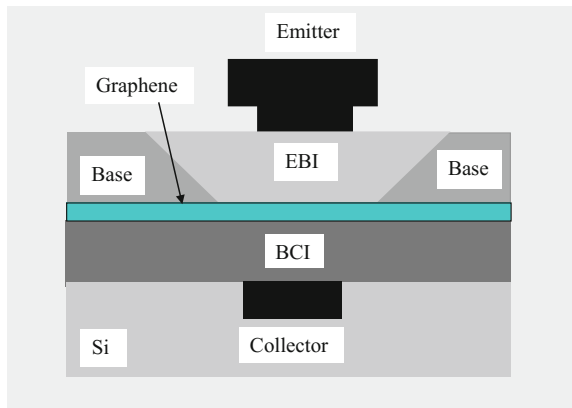 Emitter
Graphene
Base
EBI
Base
BCI
Si
Collector